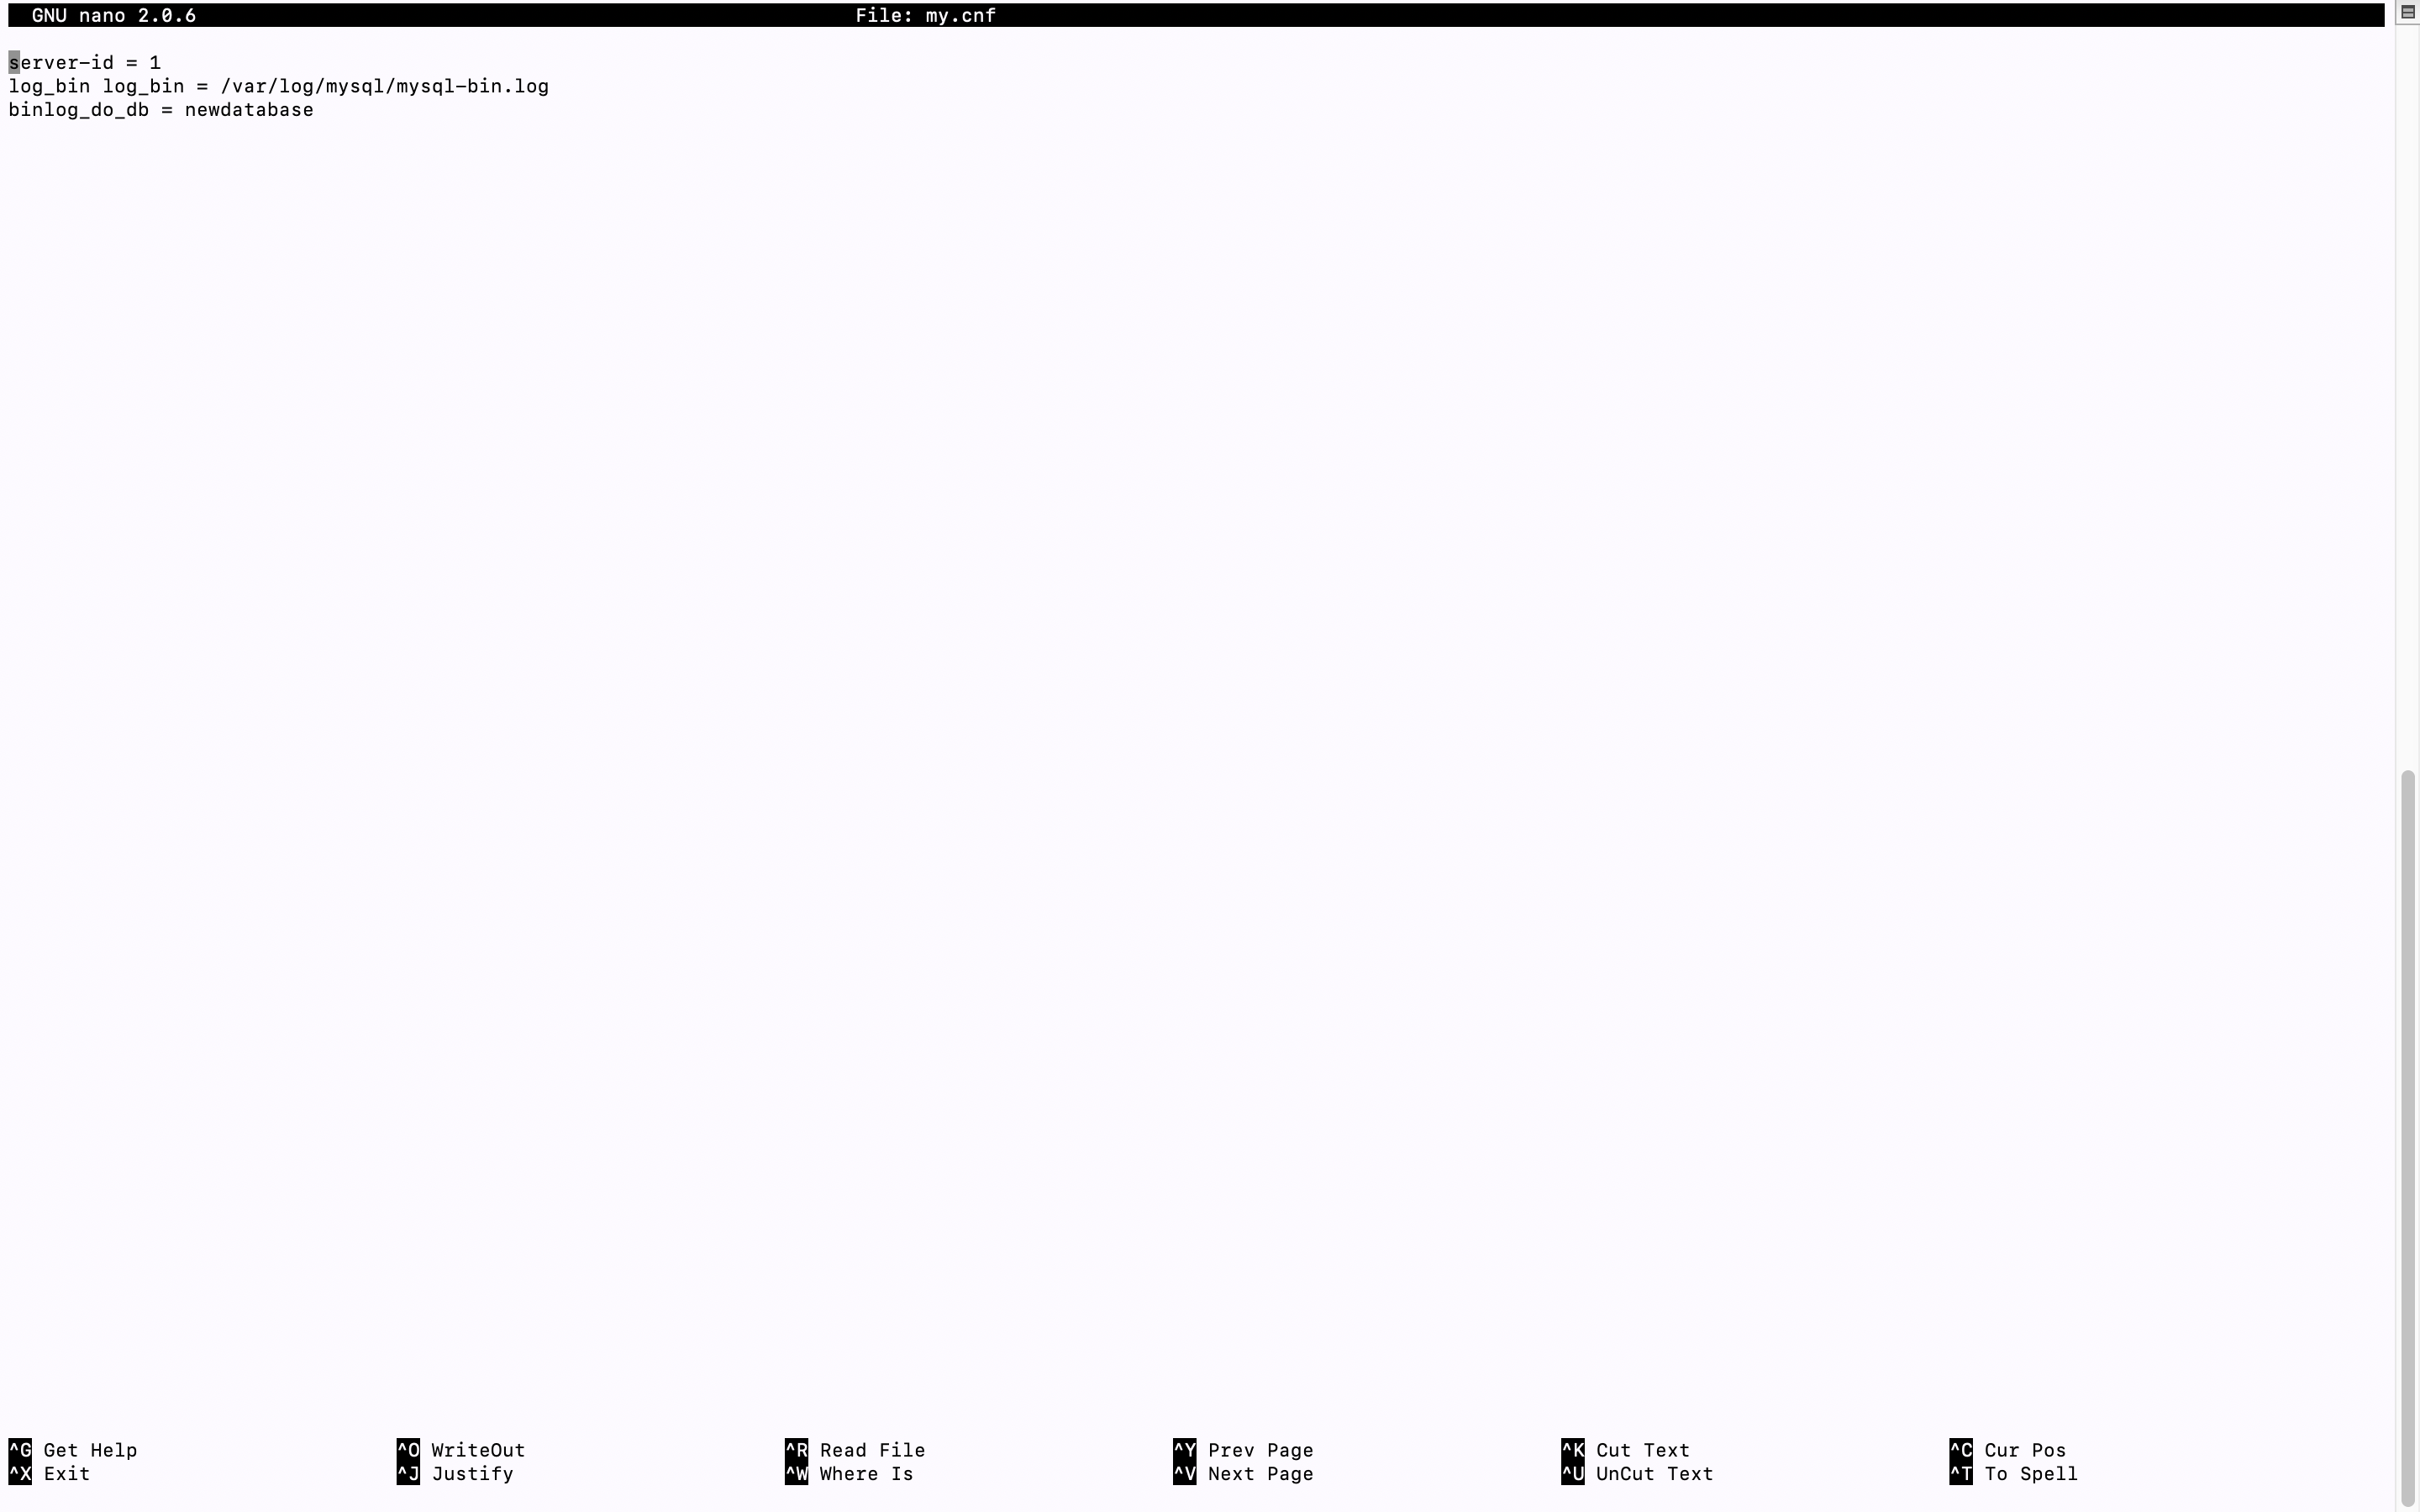 GNU nano 2.0.6 File: my.cnf
server-id = 1
log_bin log_bin = /var/log/mysql/mysql-bin.log
binlog_do_db = newdatabase
^G Get Help ^O WriteOut ^R Read File ^Y Prev Page ^K Cut Text ^C Cur Pos
^X Exit ^J Justify ^W Where Is ^V Next Page ^U UnCut Text ^T To Spell